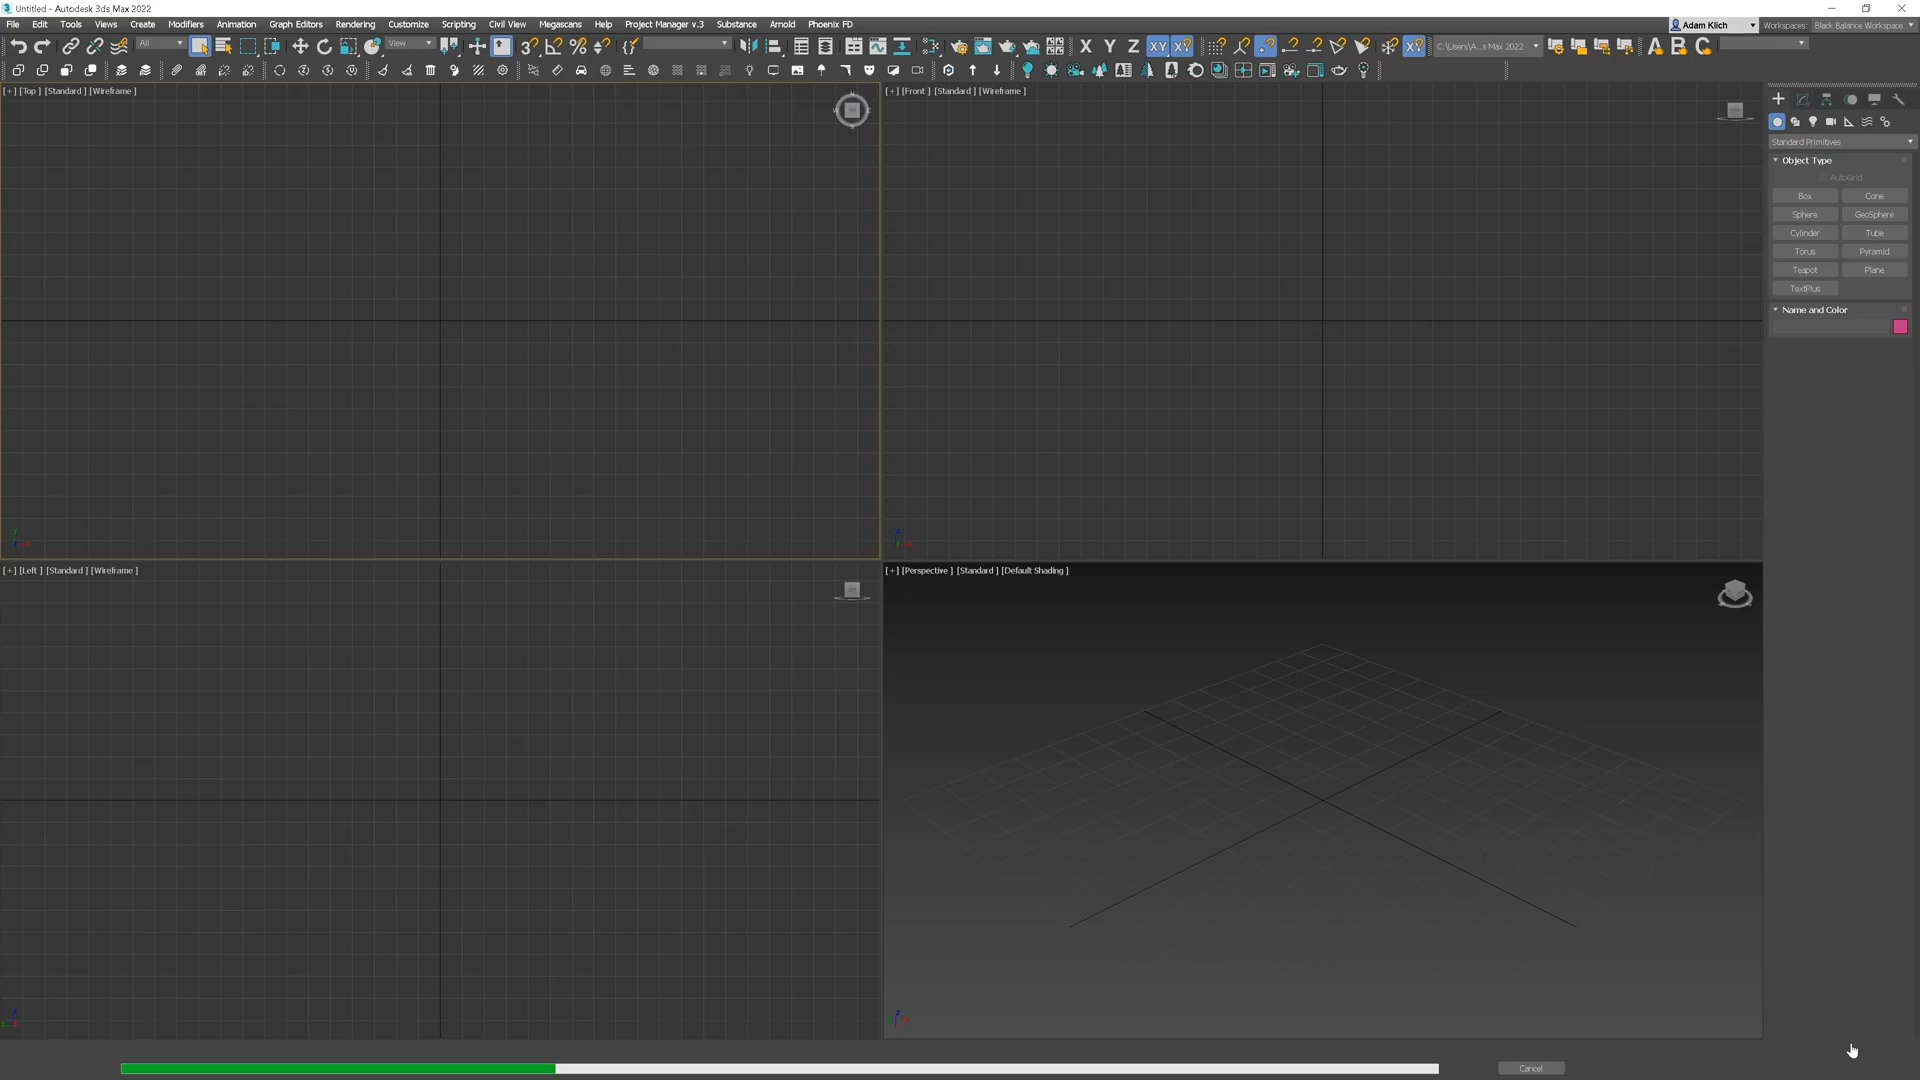 Untitled - Autodesk 3ds Max 2022
File Edit Tools Views Create Modifiers Animation Graph Editors Rendering Customize Scripting Civil View Megascans Help Project Manager v.3 Substance Arnold Phoenix FD
Adam Klich Workspaces: Black Balance Workspace
All View X Y Z XY C:\Users\A...s Max 2022 A B C
[+] [Top ] [Standard ] [Wireframe ]
[+] [Front ] [Standard ] [Wireframe ]
Standard Primitives
Object Type
AutoGrid
Box Cone
Sphere GeoSphere
Cylinder Tube
Torus Pyramid
Teapot Plane
TextPlus
Name and Color
[+] [Left ] [Standard ] [Wireframe ]
[+] [Perspective ] [Standard ] [Default Shading ]
Cancel